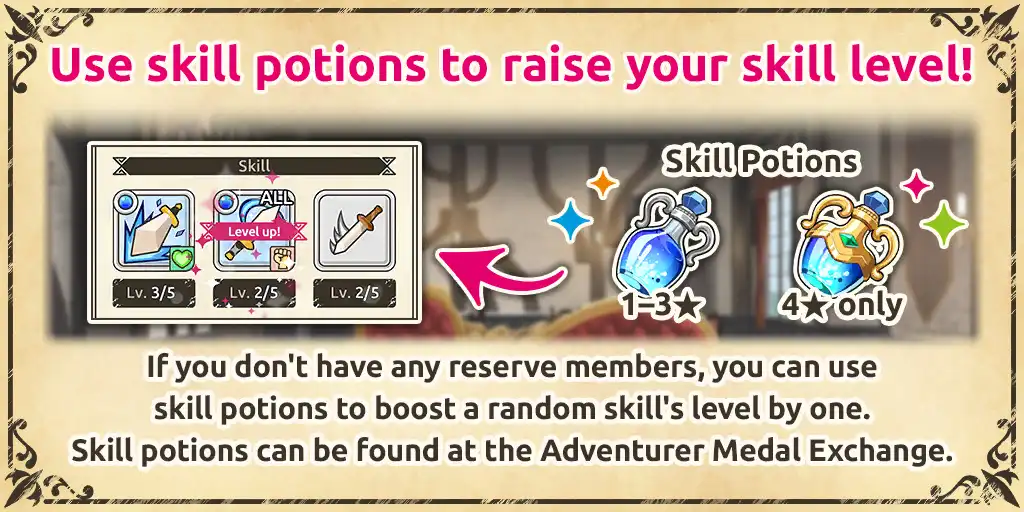 Use skill potions to raise your skill level!
Skill
ALL
Level up!
Lv. 3/5
Lv. 2/5
Lv. 2/5
Skill Potions
1–3★
4★ only
If you don't have any reserve members, you can use
skill potions to boost a random skill's level by one.
Skill potions can be found at the Adventurer Medal Exchange.